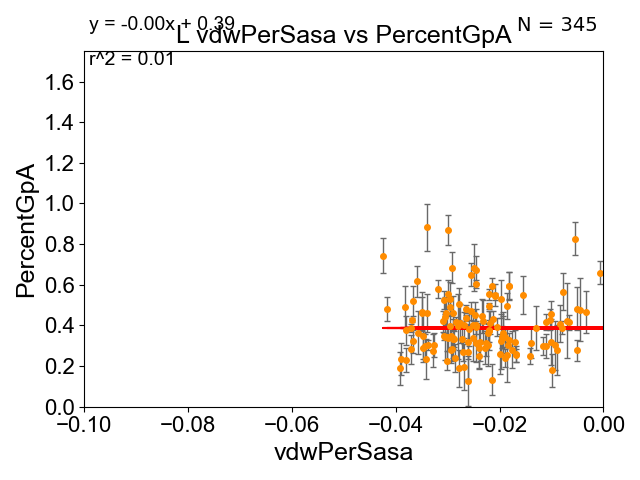 y = -0.00x + 0.39
L vdwPerSasa vs PercentGpA
N = 345
r^2 = 0.01
PercentGpA
1.6
1.4
1.2
1.0
0.8
0.6
0.4
0.2
0.0
−0.10 −0.08 −0.06 −0.04 −0.02 0.00
vdwPerSasa